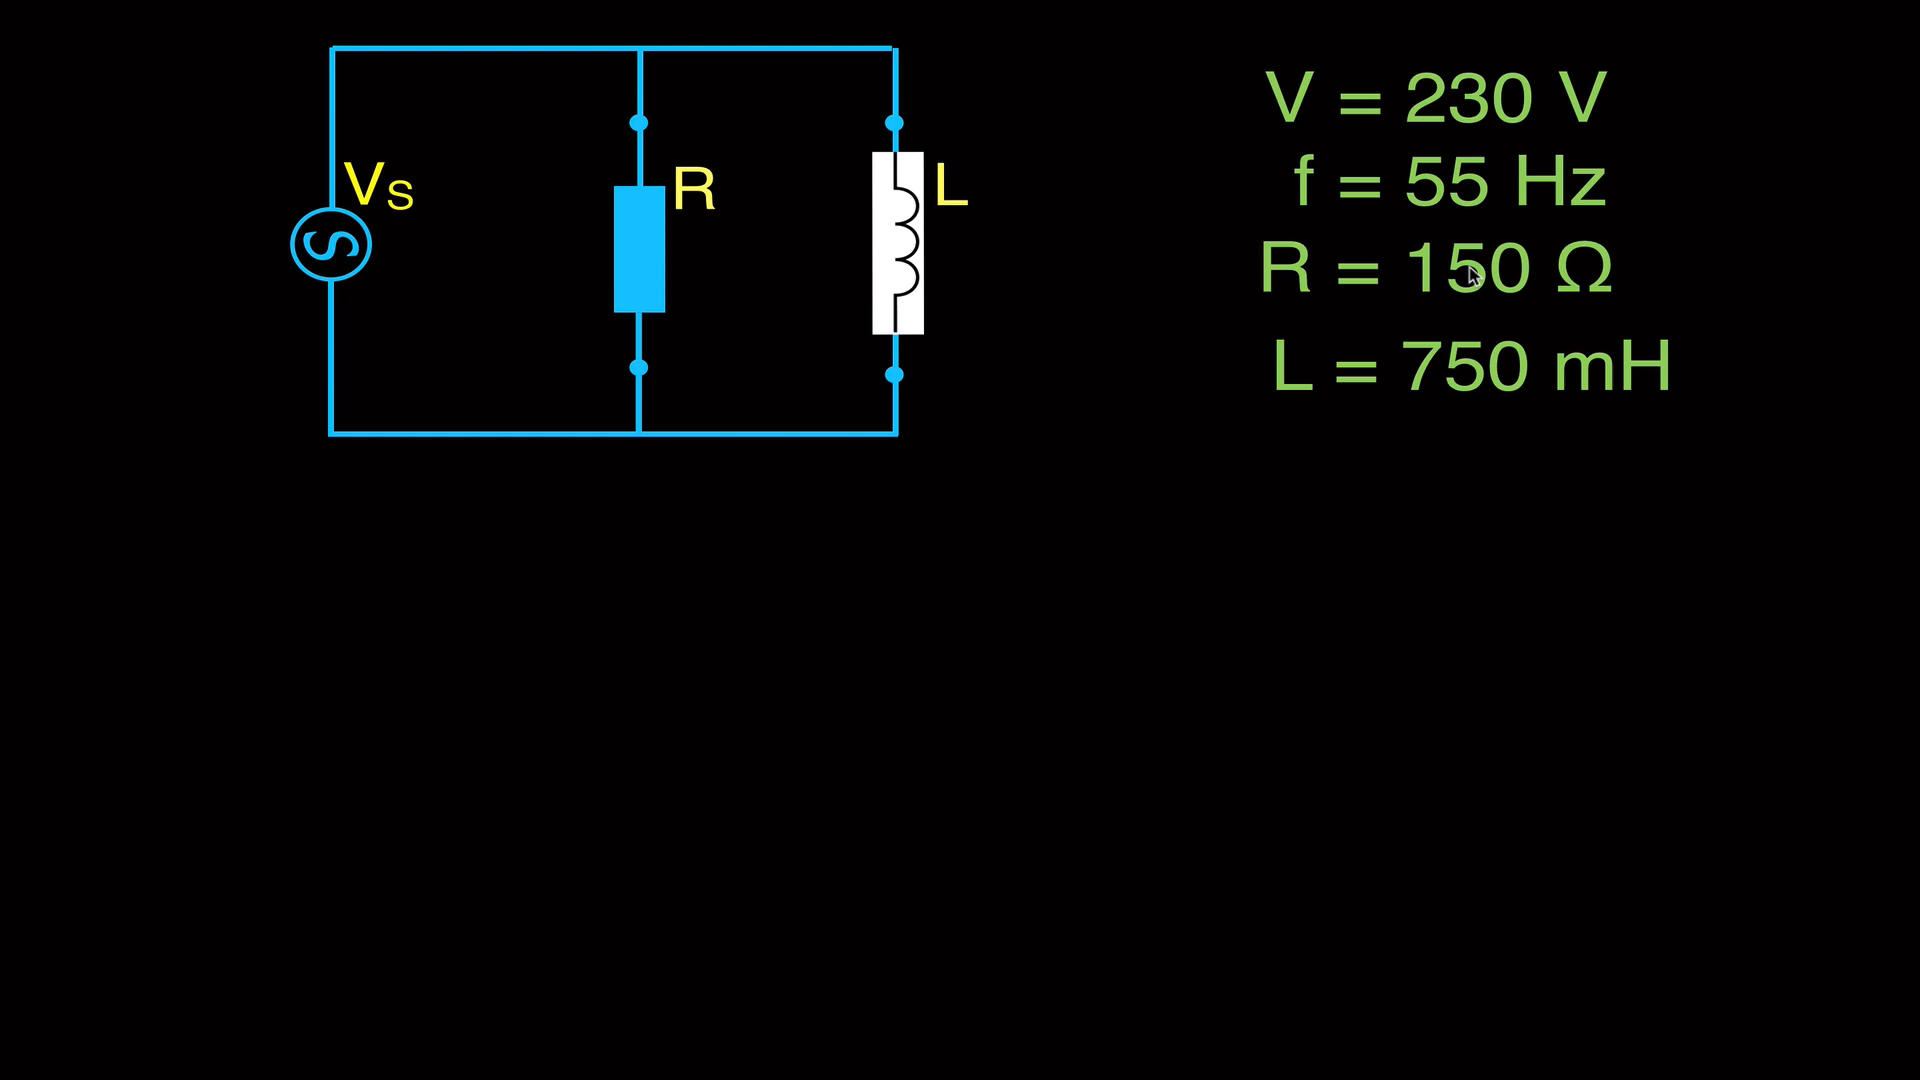 V = 230 V
f = 55 Hz
R = 150 Ω
L = 750 mH
Vs
R
L